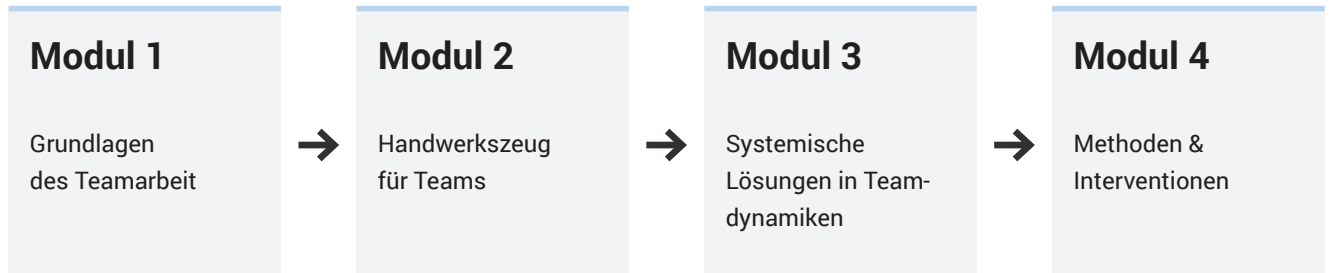 Modul 1
Grundlagen
des Teamarbeit
Modul 2
Handwerkszeug
für Teams
Modul 3
Systemische
Lösungen in Team-
dynamiken
Modul 4
Methoden &
Interventionen